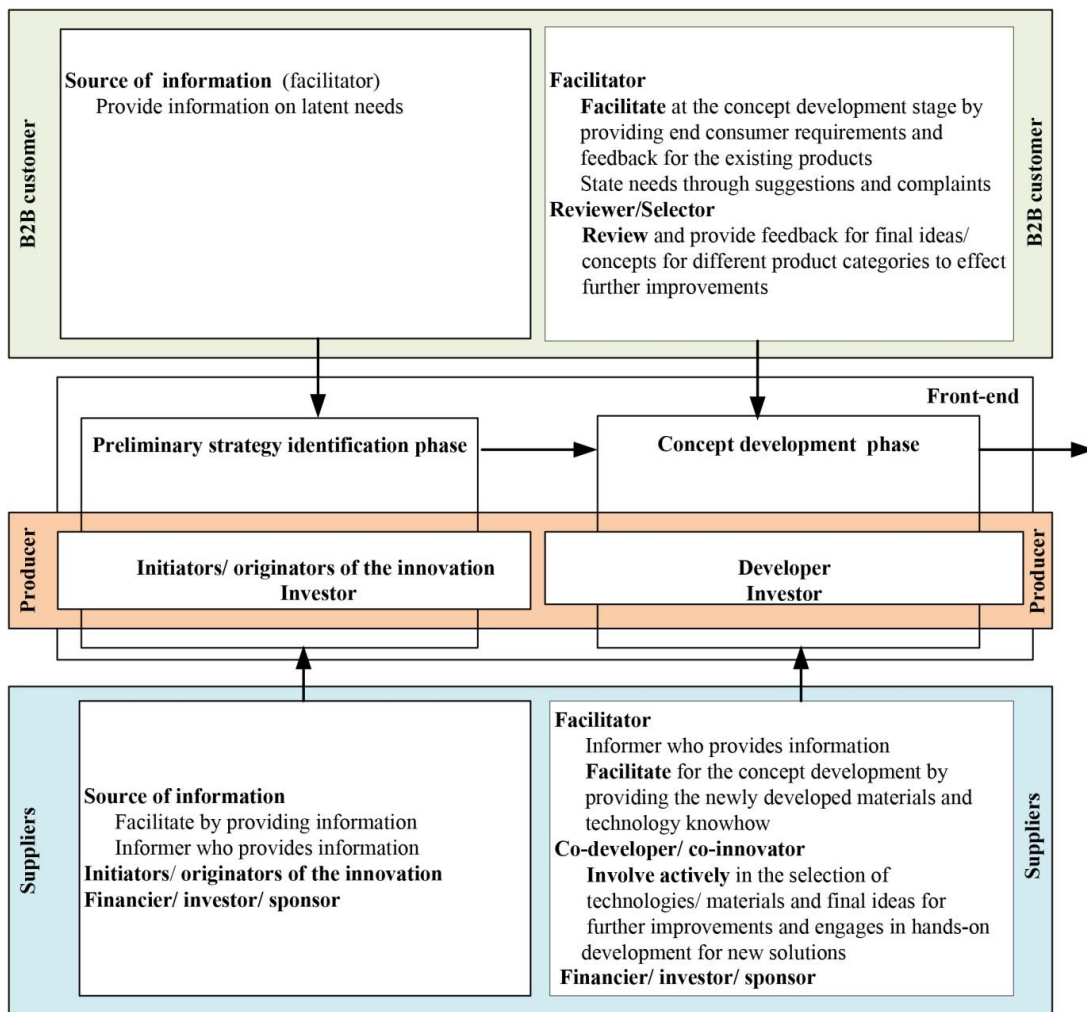 B2B customer
Source of information (facilitator)
Provide information on latent needs
Facilitator
Facilitate at the concept development stage by
providing end consumer requirements and
feedback for the existing products
State needs through suggestions and complaints
Reviewer/Selector
Review and provide feedback for final ideas/
concepts for different product categories to effect
further improvements
B2B customer
Front-end
Preliminary strategy identification phase
Concept development phase
Producer
Initiators/ originators of the innovation
Investor
Developer
Investor
Producer
Suppliers
Source of information
Facilitate by providing information
Informer who provides information
Initiators/ originators of the innovation
Financier/ investor/ sponsor
Facilitator
Informer who provides information
Facilitate for the concept development by
providing the newly developed materials and
technology knowhow
Co-developer/ co-innovator
Involve actively in the selection of
technologies/ materials and final ideas for
further improvements and engages in hands-on
development for new solutions
Financier/ investor/ sponsor
Suppliers